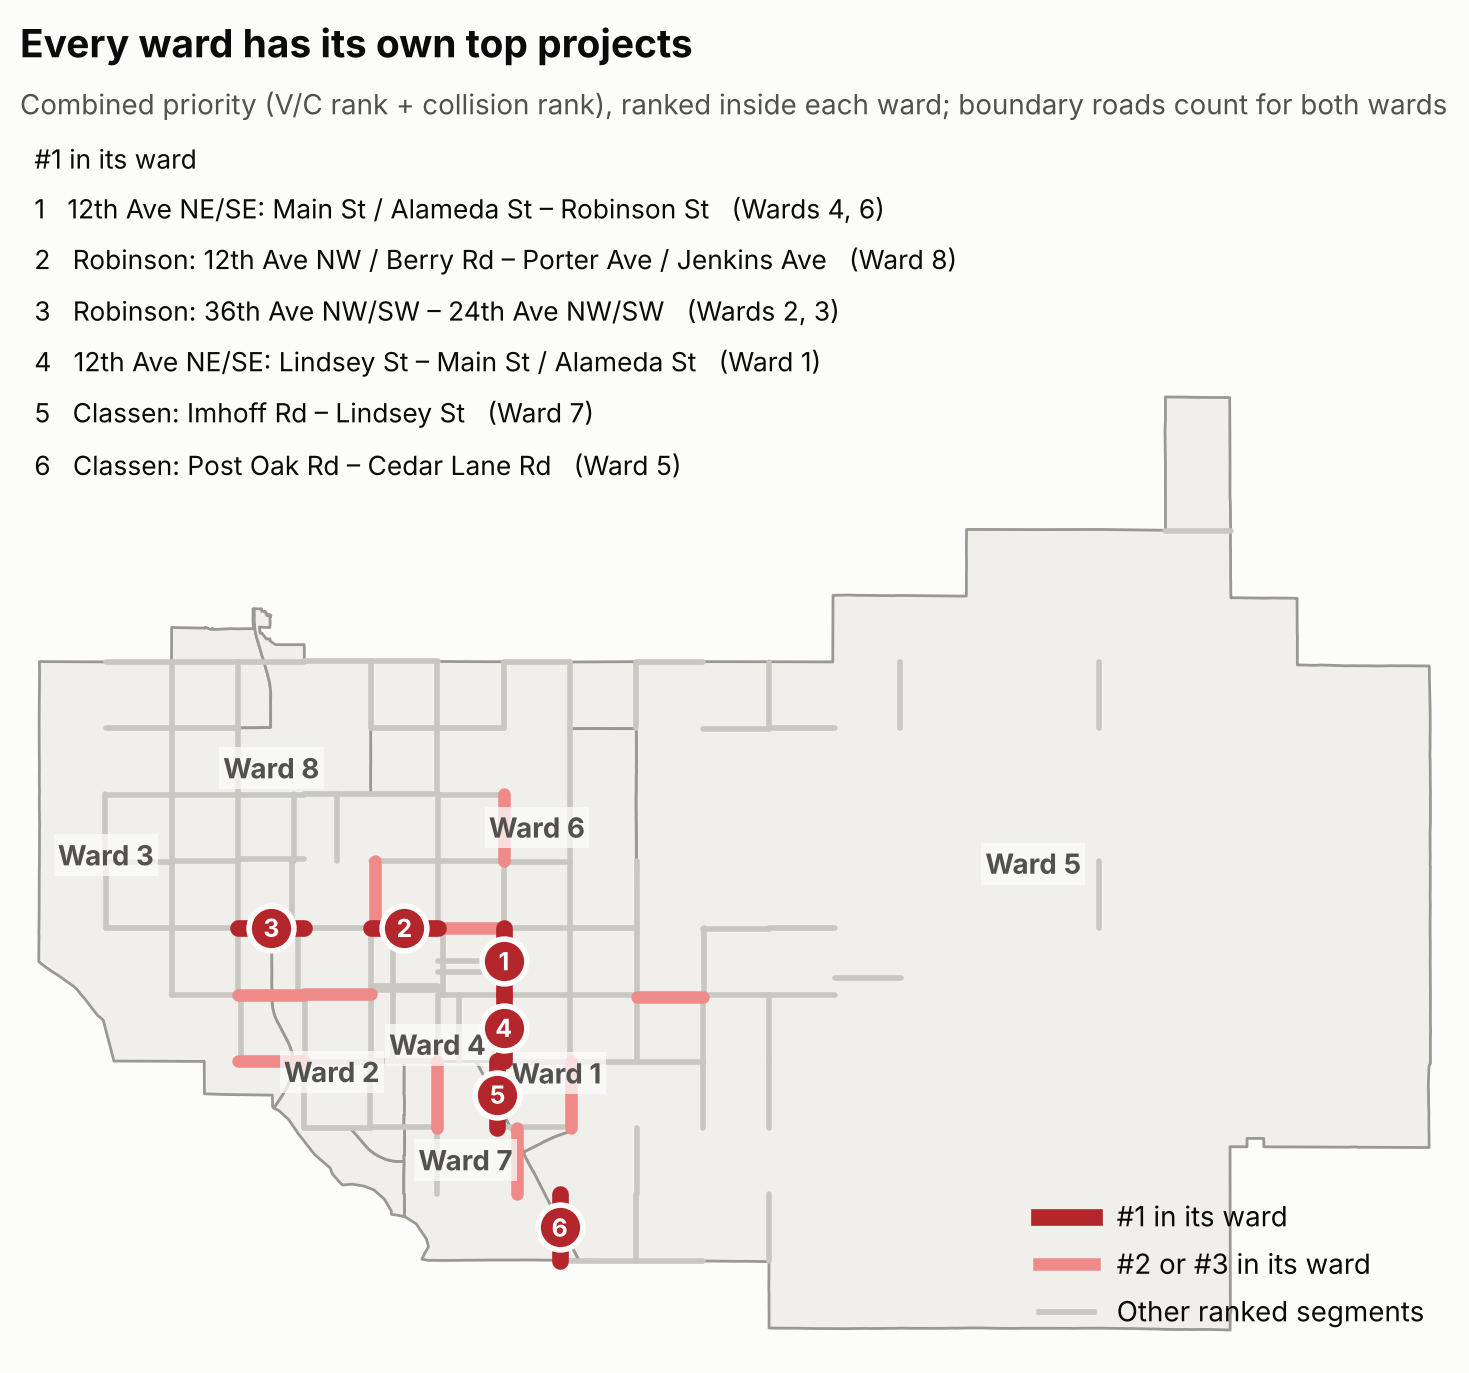 Every ward has its own top projects
Combined priority (V/C rank + collision rank), ranked inside each ward; boundary roads count for both wards
#1 in its ward
1 12th Ave NE/SE: Main St / Alameda St – Robinson St (Wards 4, 6)
2 Robinson: 12th Ave NW / Berry Rd – Porter Ave / Jenkins Ave (Ward 8)
3 Robinson: 36th Ave NW/SW – 24th Ave NW/SW (Wards 2, 3)
4 12th Ave NE/SE: Lindsey St – Main St / Alameda St (Ward 1)
5 Classen: Imhoff Rd – Lindsey St (Ward 7)
6 Classen: Post Oak Rd – Cedar Lane Rd (Ward 5)
Ward 8
Ward 6
Ward 3
Ward 5
3
2
1
4
Ward 4
Ward 2
Ward 1
5
Ward 7
6
#1 in its ward
#2 or #3 in its ward
Other ranked segments